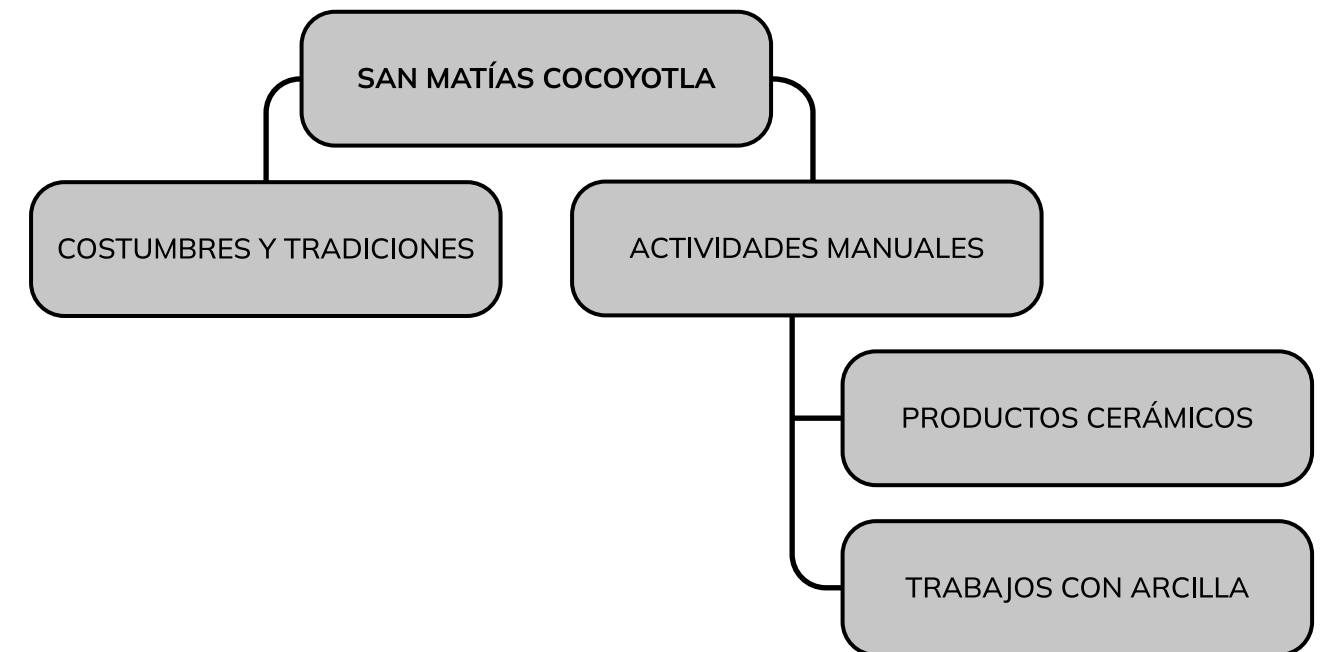 SAN MATÍAS COCOYOTLA
COSTUMBRES Y TRADICIONES
ACTIVIDADES MANUALES
PRODUCTOS CERÁMICOS
TRABAJOS CON ARCILLA